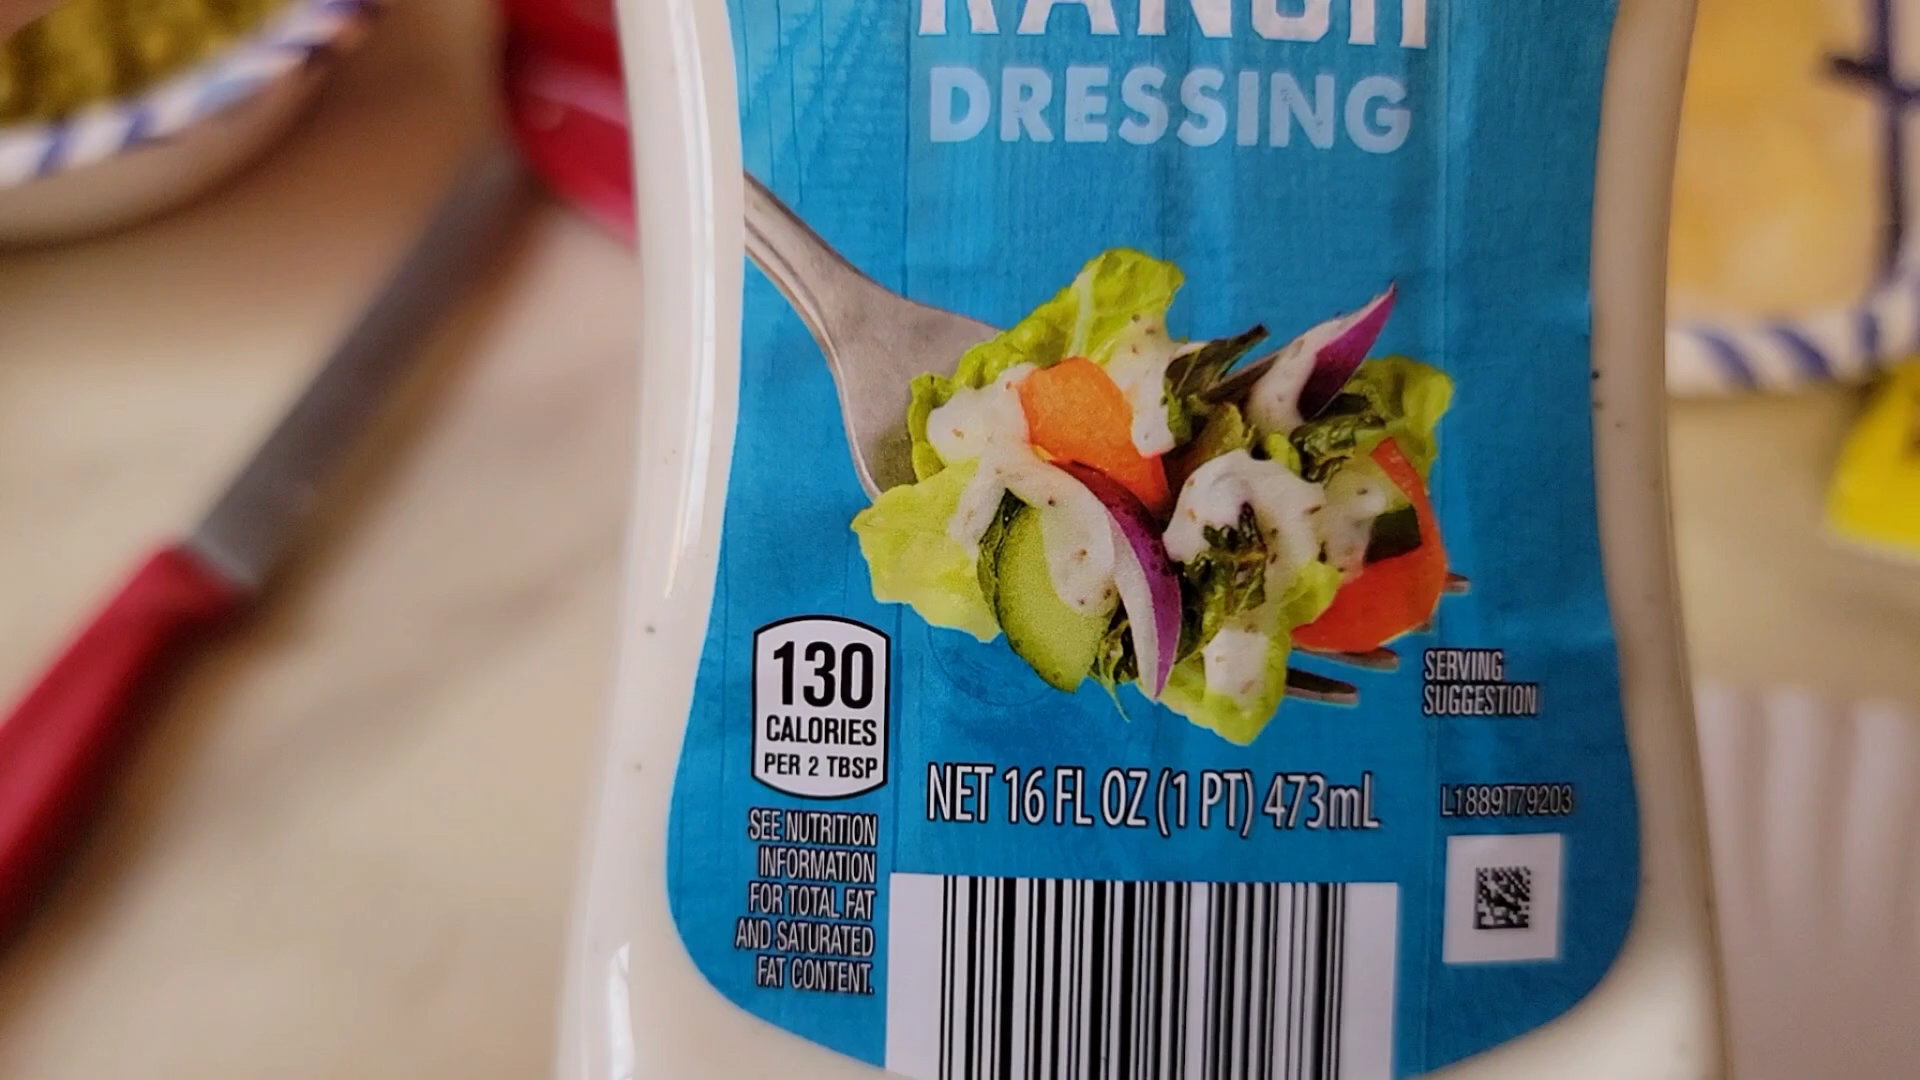 RANCH
DRESSING
130
CALORIES
PER 2 TBSP
SEE NUTRITION
INFORMATION
FOR TOTAL FAT
AND SATURATED
FAT CONTENT.
NET 16 FL OZ (1 PT) 473mL
SERVING
SUGGESTION
L1889T79203